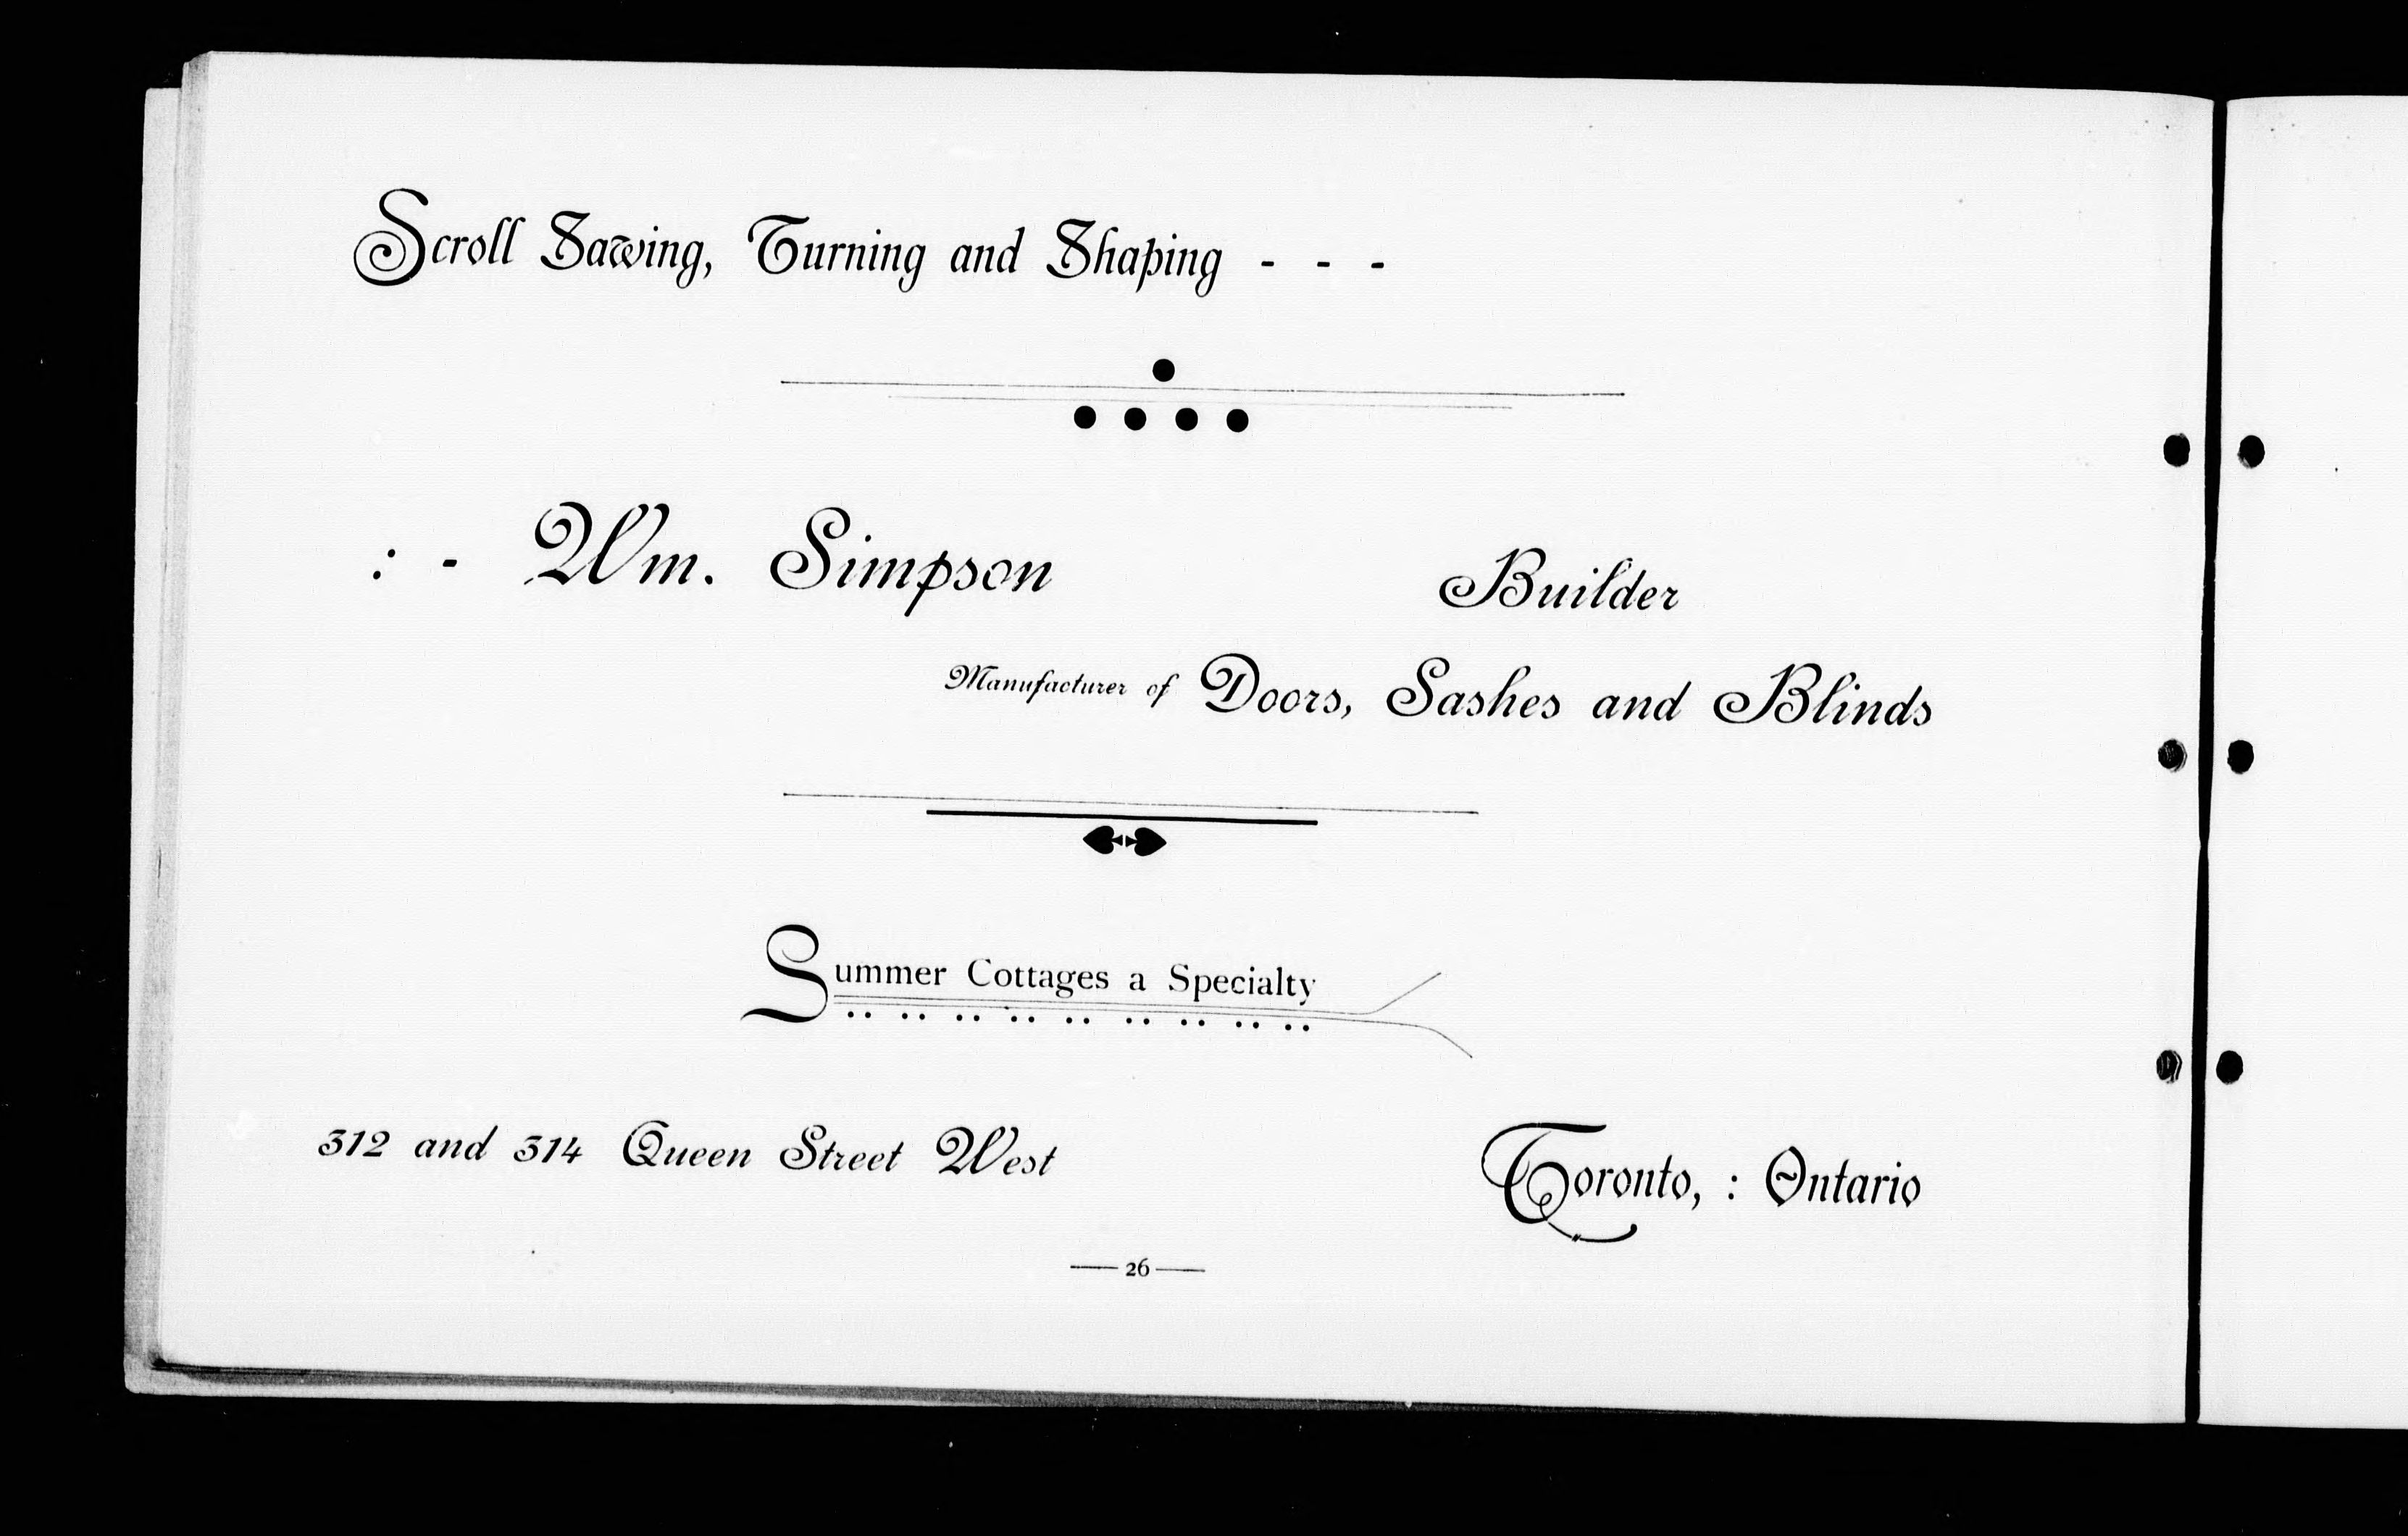 Scroll Sawing, Turning and Shaping - - -
: - Wm. Simpson Builder
Manufacturer of Doors, Sashes and Blinds
Summer Cottages a Specialty
312 and 314 Queen Street West
Toronto, : Ontario
— 26 —